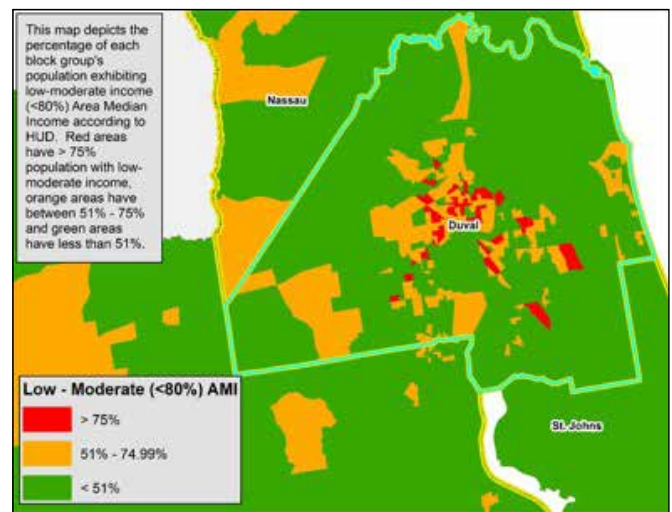 This map depicts the
percentage of each
block group's
population exhibiting
low-moderate income
(<80%) Area Median
Income according to
HUD. Red areas
have > 75%
population with low-
moderate income,
orange areas have
between 51% - 75%
and green areas
have less than 51%.
Nassau
Duval
St. Johns
Low - Moderate (<80%) AMI
> 75%
51% - 74.99%
< 51%